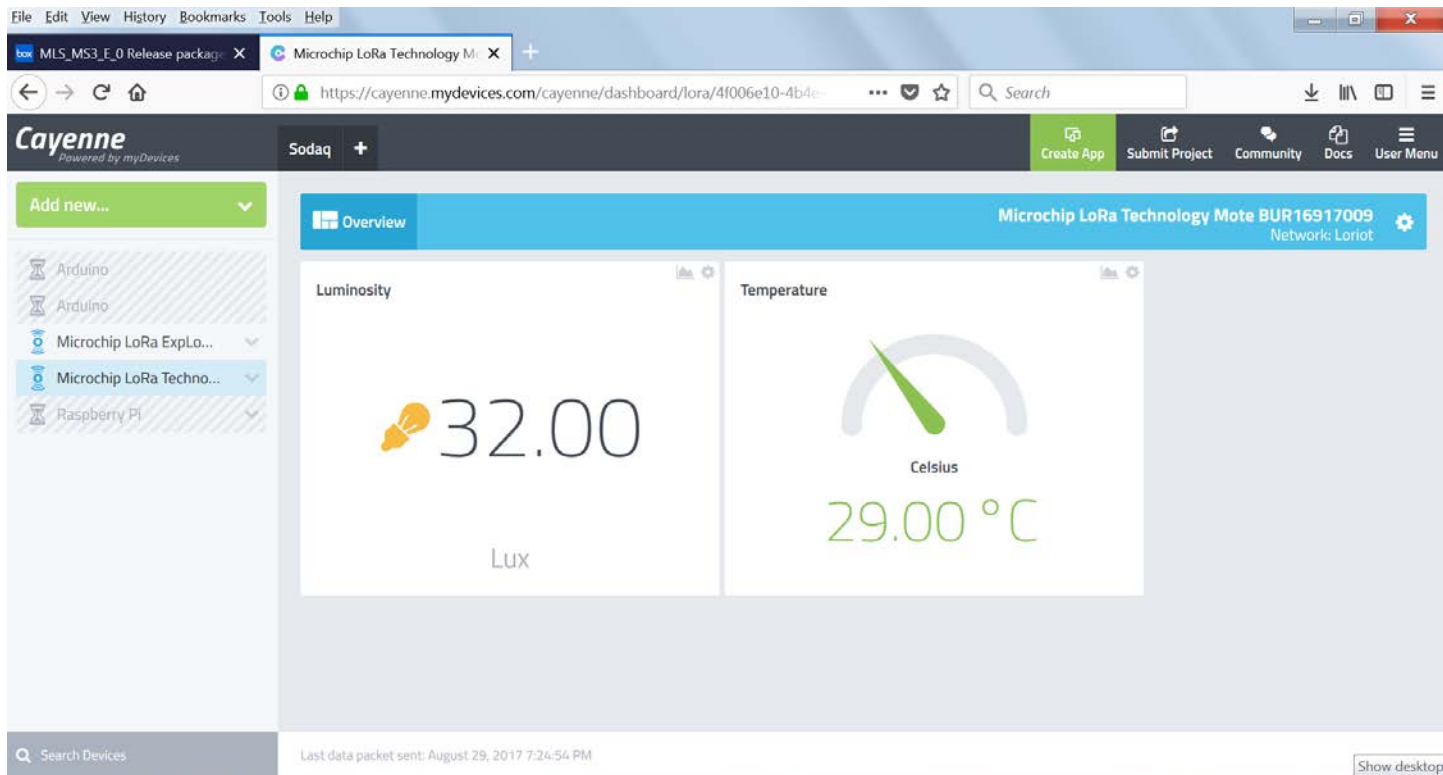 File Edit View History Bookmarks Tools Help
box MLS_MS3_E_0 Release package
Microchip LoRa Technology Mo
https://cayenne.mydevices.com/cayenne/dashboard/lora/4f006e10-4b4e
Search
Cayenne
Powered by myDevices
Sodaq +
Create App
Submit Project
Community
Docs
User Menu
Add new...
Overview
Microchip LoRa Technology Mote BUR16917009
Network: Loriot
Arduino
Arduino
Microchip LoRa ExpLo...
Microchip LoRa Techno...
Raspberry Pi
Luminosity
32.00
Lux
Temperature
Celsius
29.00 °C
Search Devices
Last data packet sent: August 29, 2017 7:24:54 PM
Show desktop